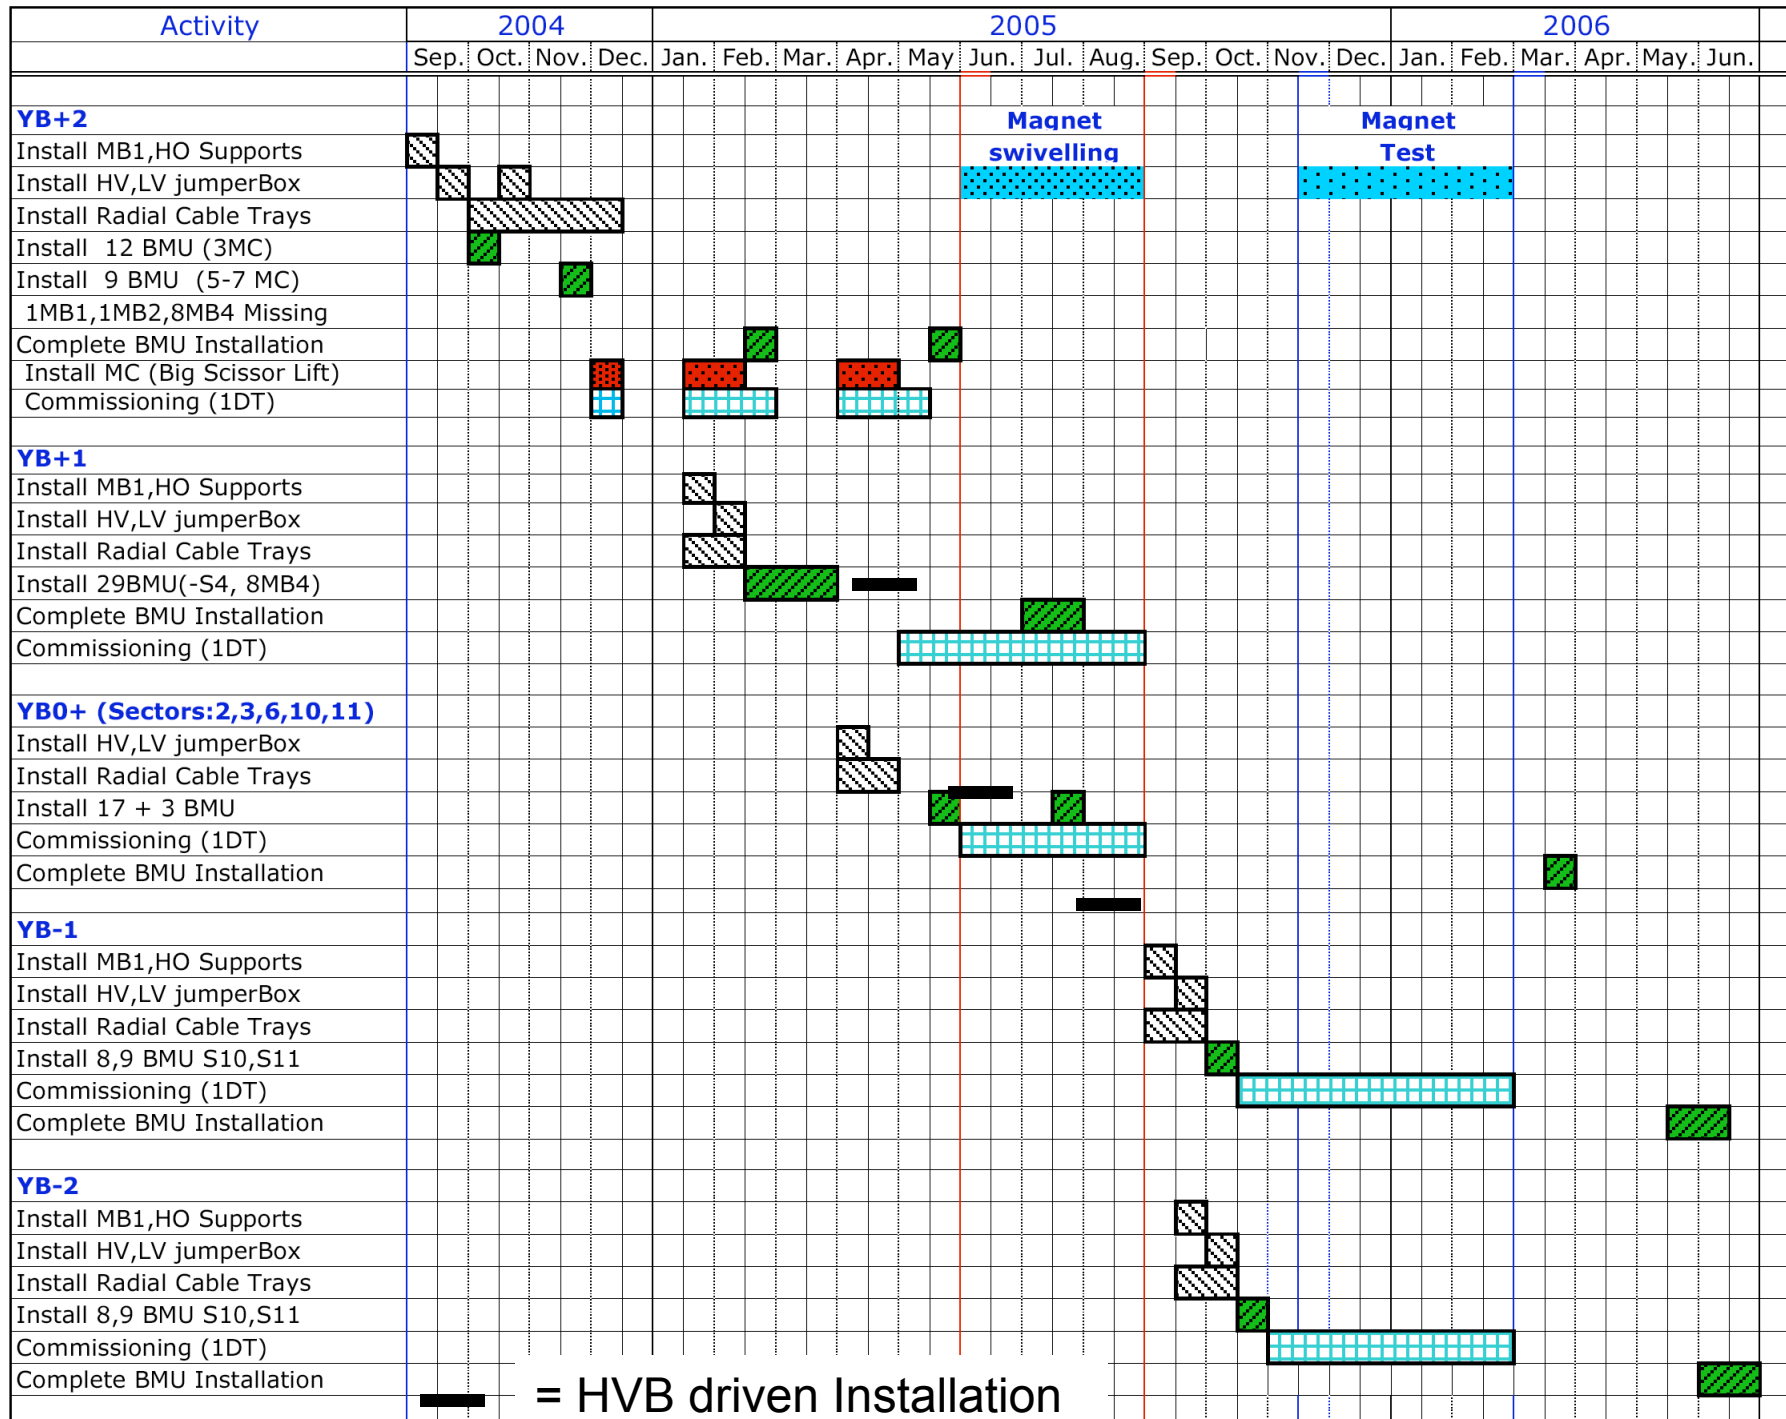 Activity 2004 2005 2006
Sep. Oct. Nov. Dec. Jan. Feb. Mar. Apr. May Jun. Jul. Aug. Sep. Oct. Nov. Dec. Jan. Feb. Mar. Apr. May. Jun.
YB+2 Magnet Magnet
Install MB1,HO Supports swivelling Test
Install HV,LV jumperBox
Install Radial Cable Trays
Install 12 BMU (3MC)
Install 9 BMU (5-7 MC)
1MB1,1MB2,8MB4 Missing
Complete BMU Installation
Install MC (Big Scissor Lift)
Commissioning (1DT)
YB+1
Install MB1,HO Supports
Install HV,LV jumperBox
Install Radial Cable Trays
Install 29BMU(-S4, 8MB4)
Complete BMU Installation
Commissioning (1DT)
YB0+ (Sectors:2,3,6,10,11)
Install HV,LV jumperBox
Install Radial Cable Trays
Install 17 + 3 BMU
Commissioning (1DT)
Complete BMU Installation
YB-1
Install MB1,HO Supports
Install HV,LV jumperBox
Install Radial Cable Trays
Install 8,9 BMU S10,S11
Commissioning (1DT)
Complete BMU Installation
YB-2
Install MB1,HO Supports
Install HV,LV jumperBox
Install Radial Cable Trays
Install 8,9 BMU S10,S11
Commissioning (1DT)
Complete BMU Installation
= HVB driven Installation